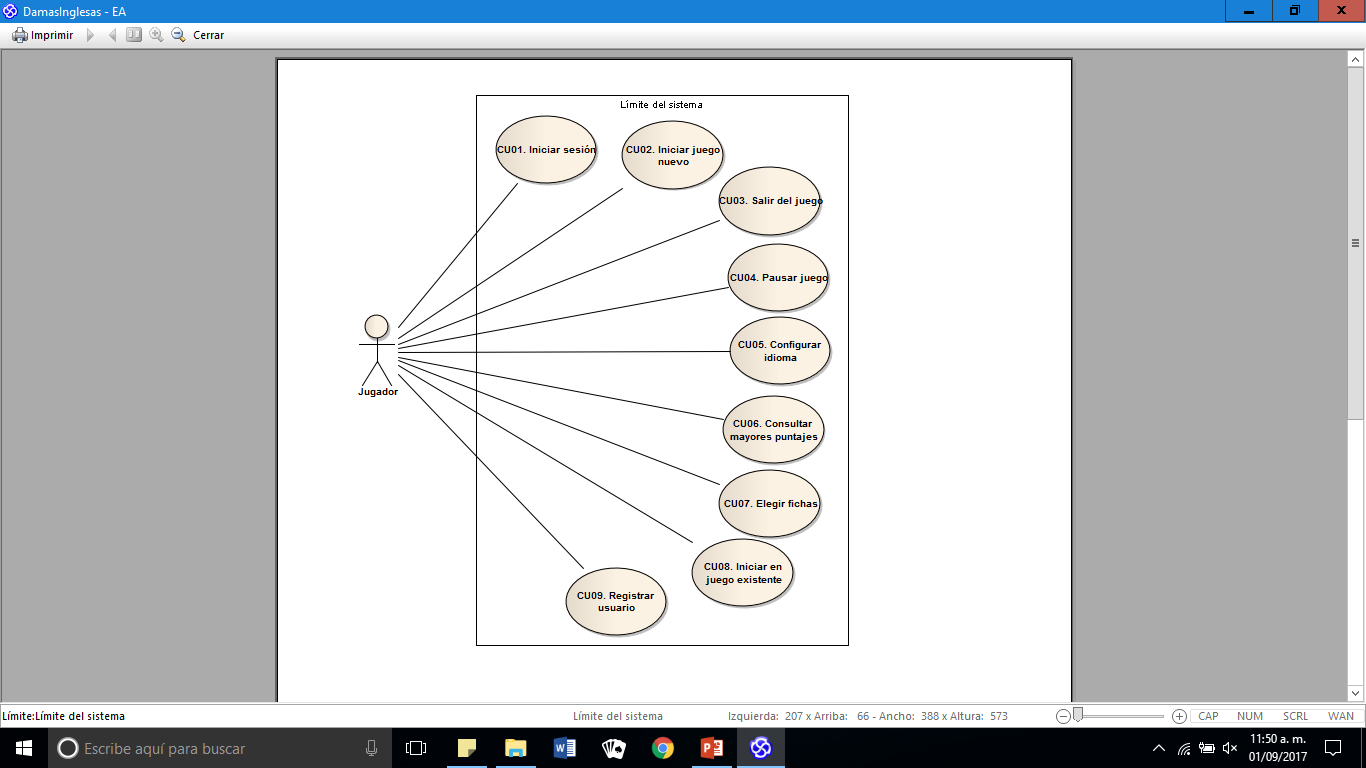 DamasInglesas - EA
Imprimir
Cerrar
Límite del sistema
CU01. Iniciar sesión
CU02. Iniciar juego
nuevo
CU03. Salir del juego
CU04. Pausar juego
CU05. Configurar
idioma
Jugador
CU06. Consultar
mayores puntajes
CU07. Elegir fichas
CU08. Iniciar en
juego existente
CU09. Registrar
usuario
Límite:Límite del sistema
Límite del sistema
Izquierda: 207 x Arriba: 66 - Ancho: 388 x Altura: 573
CAP NUM SCRL WAN
Escribe aquí para buscar
11:50 a. m.
01/09/2017